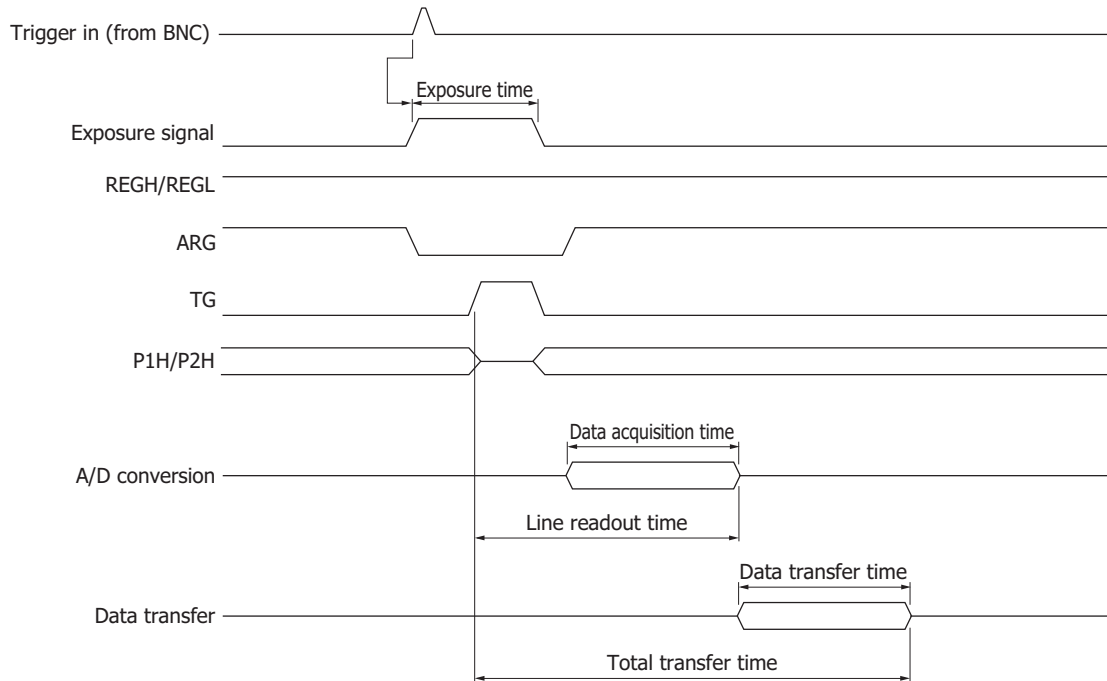 Trigger in (from BNC)
Exposure time
Exposure signal
REGH/REGL
ARG
TG
P1H/P2H
Data acquisition time
A/D conversion
Line readout time
Data transfer time
Data transfer
Total transfer time